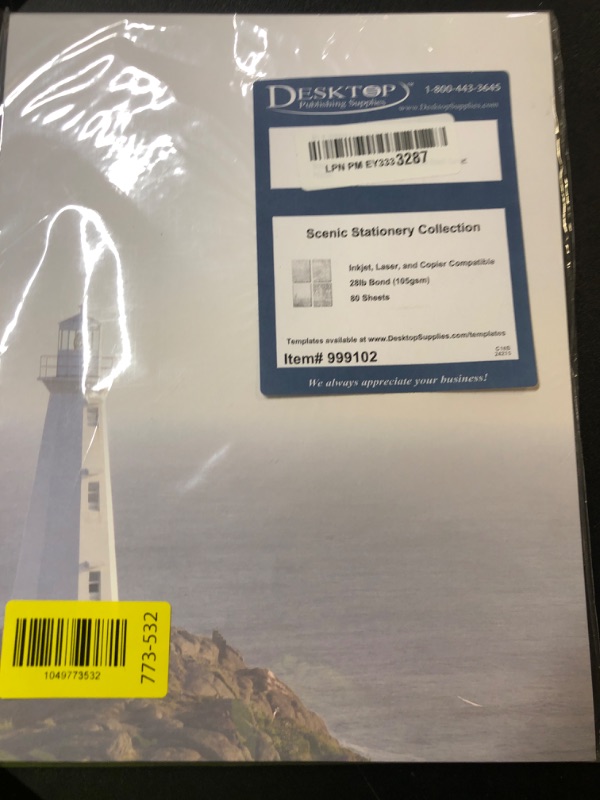 DESKTOP™ 1-800-443-3645
Publishing Supplies www.DesktopSupplies.com
LPN PM EY3333287
Scenic Stationery Collection
Inkjet, Laser, and Copier Compatible
28lb Bond (105gsm)
80 Sheets
Templates available at www.DesktopSupplies.com/templates
Item# 999102
We always appreciate your business!
1049773532
773-532